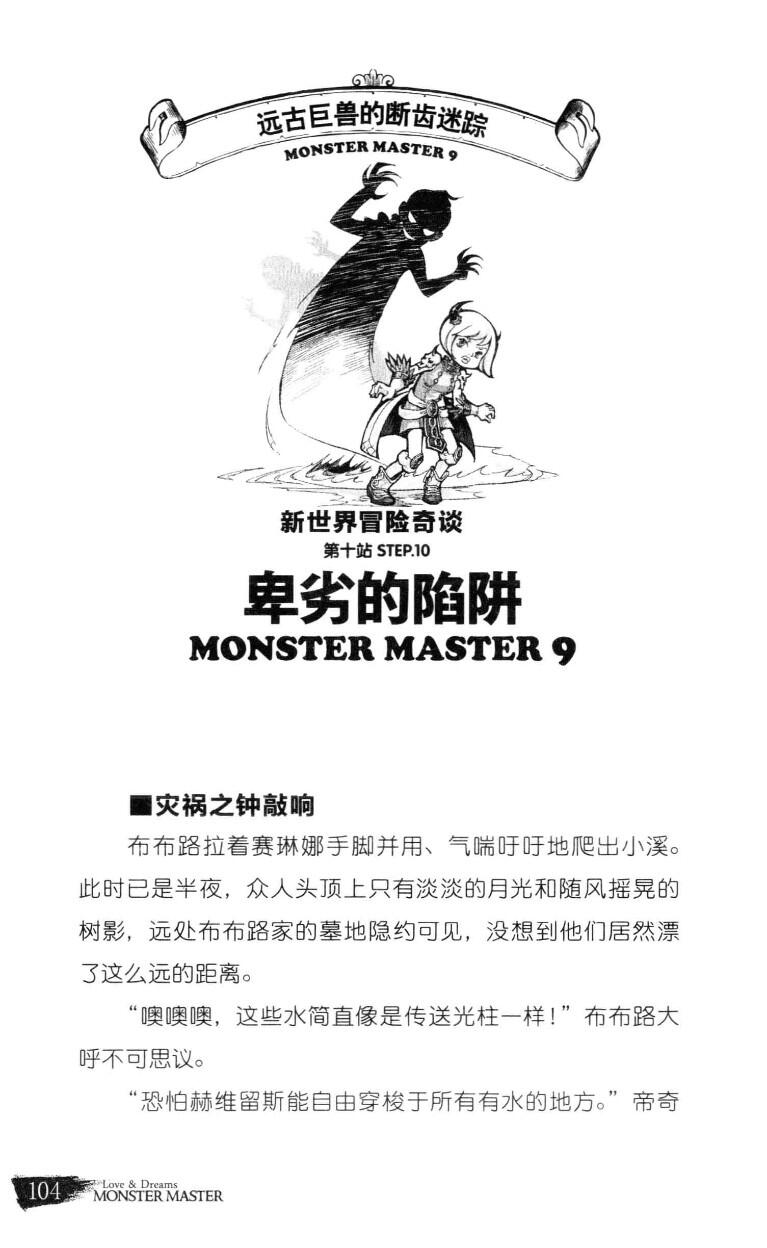 远古巨兽的断齿迷踪
MONSTER MASTER 9
新世界冒险奇谈
第十站 STEP.10
卑劣的陷阱
MONSTER MASTER 9
■灾祸之钟敲响
布布路拉着赛琳娜手脚并用、气喘吁吁地爬出小溪。
此时已是半夜，众人头顶上只有淡淡的月光和随风摇晃的
树影，远处布布路家的墓地隐约可见，没想到他们居然漂
了这么远的距离。
“噢噢噢，这些水简直像是传送光柱一样！”布布路大
呼不可思议。
“恐怕赫维留斯能自由穿梭于所有有水的地方。”帝奇
104
Love & Dreams
MONSTER MASTER